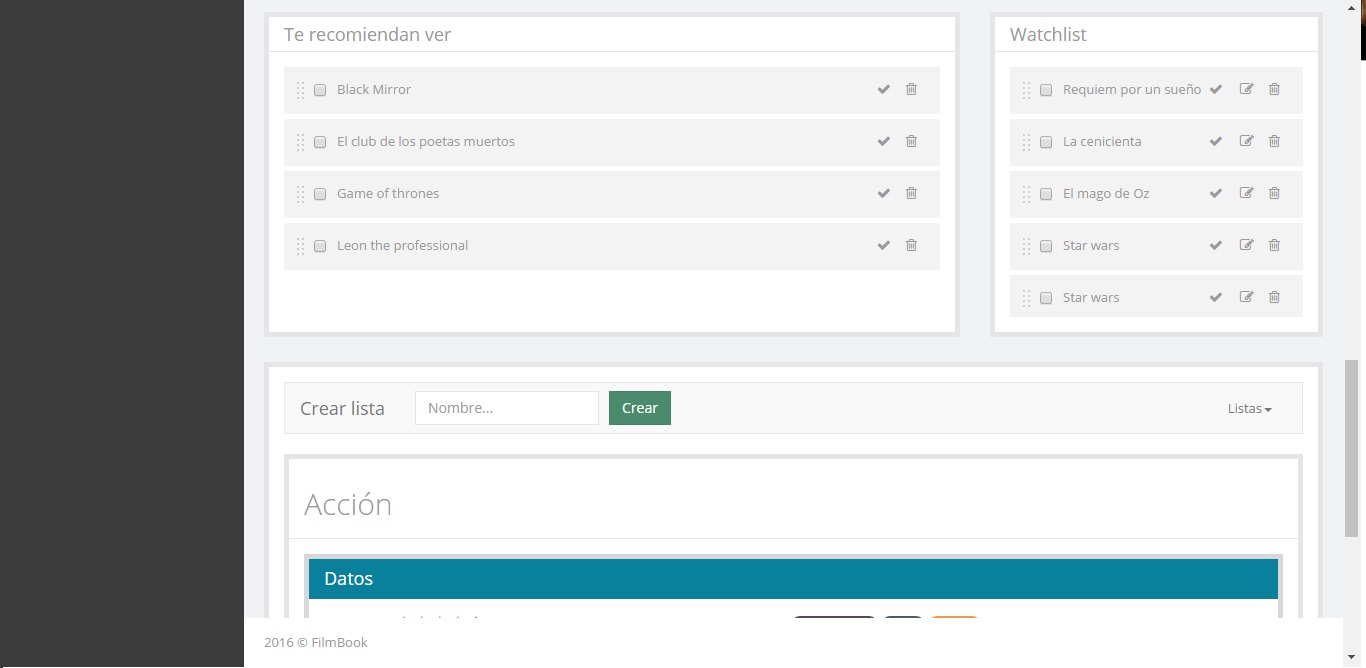 Te recomiendan ver
Black Mirror
El club de los poetas muertos
Game of thrones
Leon the professional
Watchlist
Requiem por un sueño
La cenicienta
El mago de Oz
Star wars
Star wars
Crear lista
Nombre...
Crear
Listas
Acción
Datos
2016 © FilmBook